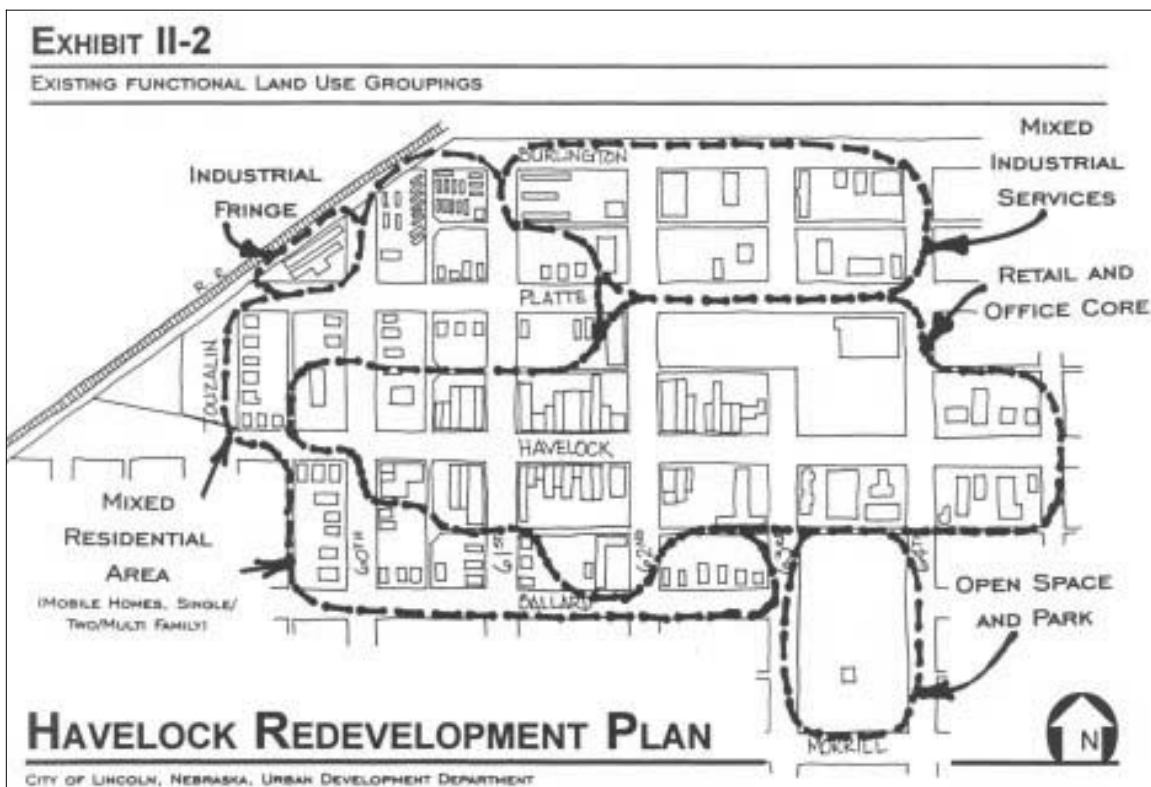 EXHIBIT II-2
EXISTING FUNCTIONAL LAND USE GROUPINGS
MIXED
INDUSTRIAL
SERVICES
BURLINGTON
INDUSTRIAL
FRINGE
R R
RETAIL AND
OFFICE CORE
PLATTE
TOUZALIN
HAVELOCK
MIXED
RESIDENTIAL
AREA
(MOBILE HOMES, SINGLE/
TWO/MULTI FAMILY)
60TH
61ST
62ND
63RD
64TH
BALLARD
OPEN SPACE
AND PARK
MORRILL
HAVELOCK REDEVELOPMENT PLAN
N
CITY OF LINCOLN, NEBRASKA, URBAN DEVELOPMENT DEPARTMENT